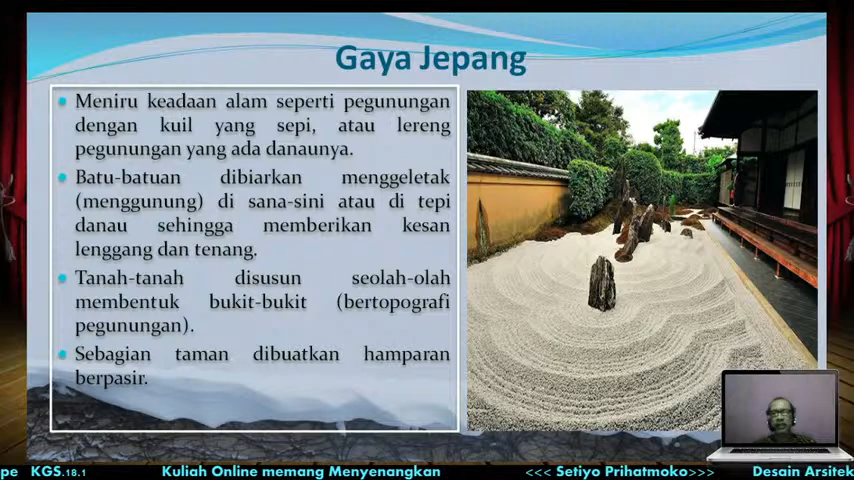 Gaya Jepang
Meniru keadaan alam seperti pegunungan
dengan kuil yang sepi, atau lereng
pegunungan yang ada danaunya.
Batu-batuan dibiarkan menggeletak
(menggunung) di sana-sini atau di tepi
danau sehingga memberikan kesan
lenggang dan tenang.
Tanah-tanah disusun seolah-olah
membentuk bukit-bukit (bertopografi
pegunungan).
Sebagian taman dibuatkan hamparan
berpasir.
pe KGS.18.1 Kuliah Online memang Menyenangkan <<< Setiyo Prihatmoko>>> Desain Arsitek